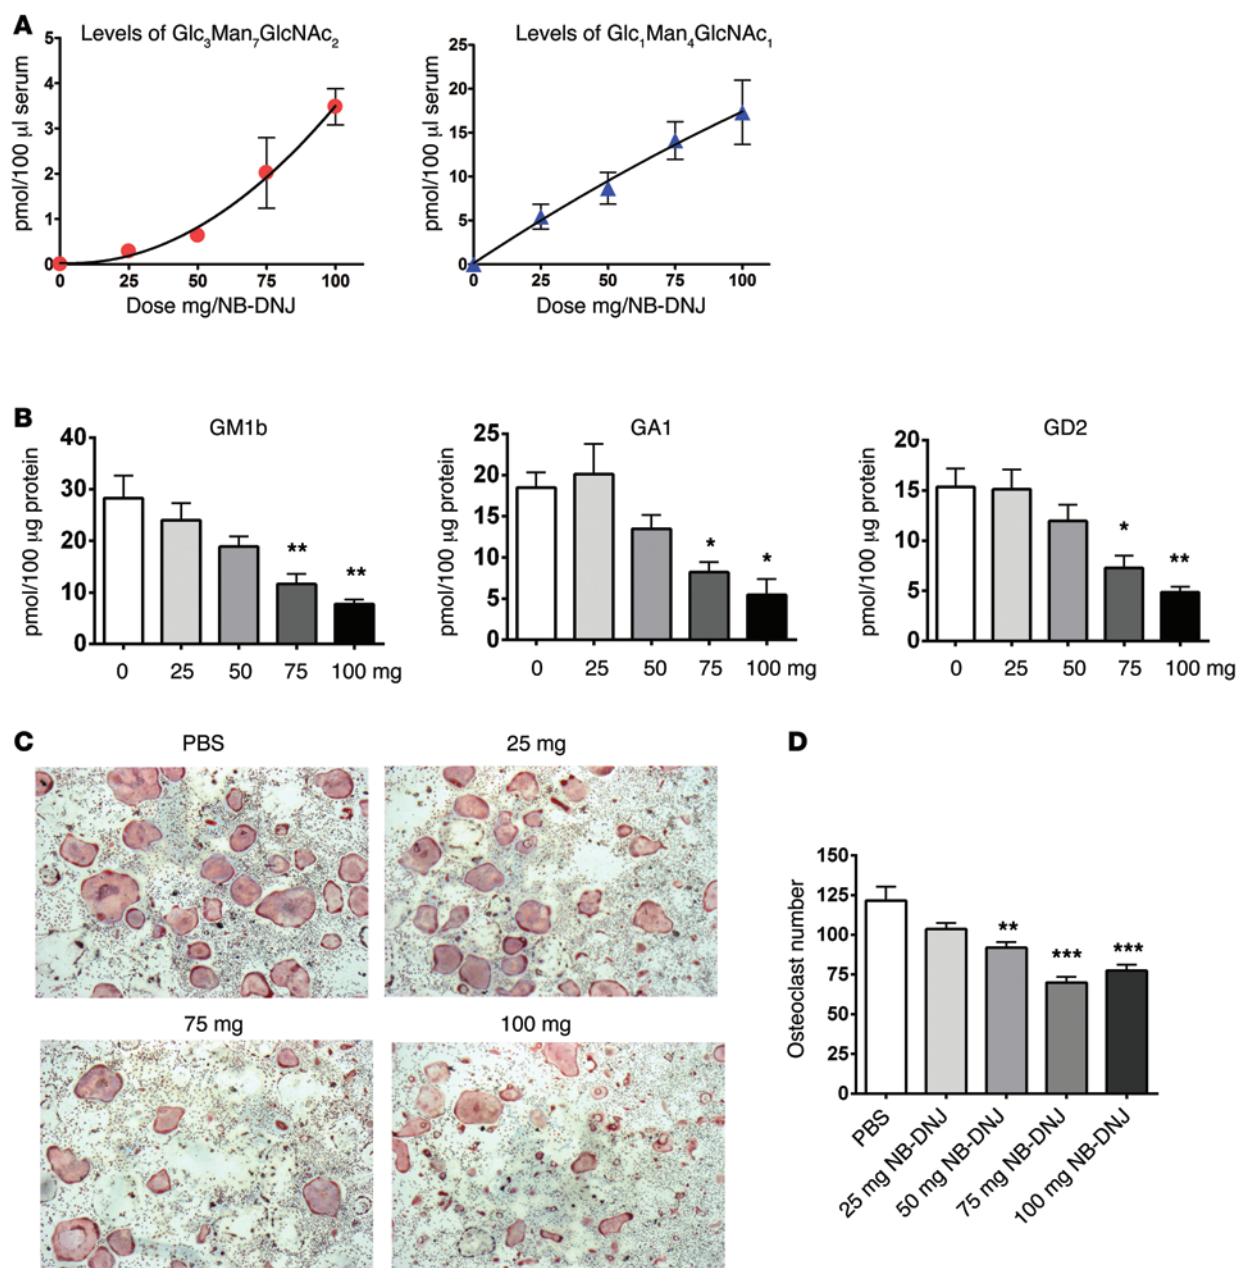 A
Levels of Glc3Man7GlcNAc2
pmol/100 µl serum
5
4
3
2
1
0
0 25 50 75 100
Dose mg/NB-DNJ
Levels of Glc1Man4GlcNAc1
pmol/100 µl serum
25
20
15
10
5
0
0 25 50 75 100
Dose mg/NB-DNJ
B
GM1b
pmol/100 µg protein
40
30
20
10
0
** **
0 25 50 75 100 mg
GA1
pmol/100 µg protein
25
20
15
10
5
0
* *
0 25 50 75 100 mg
GD2
pmol/100 µg protein
20
15
10
5
0
* **
0 25 50 75 100 mg
C
PBS
25 mg
75 mg
100 mg
D
Osteoclast number
150
125
100
75
50
25
0
** *** ***
PBS
25 mg NB-DNJ
50 mg NB-DNJ
75 mg NB-DNJ
100 mg NB-DNJ